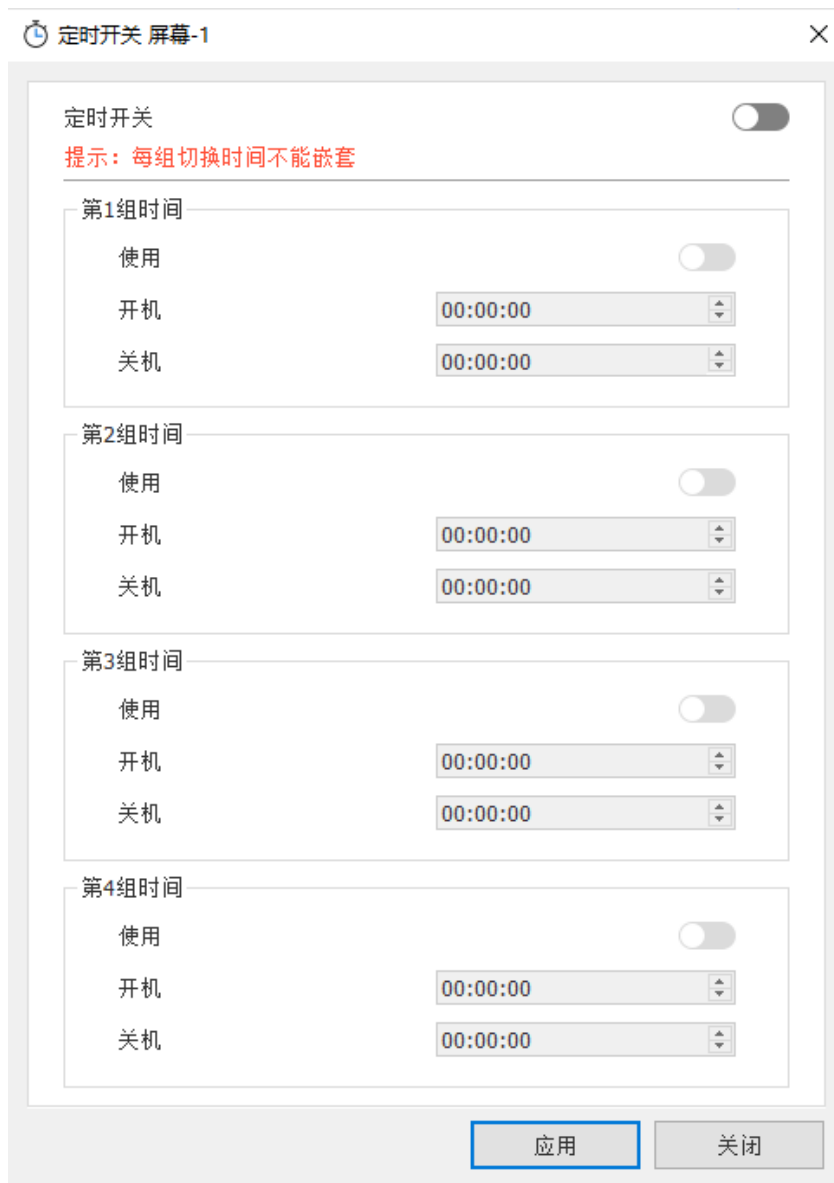 定时开关 屏幕-1
定时开关
提示：每组切换时间不能嵌套
第1组时间
使用
开机 00:00:00
关机 00:00:00
第2组时间
使用
开机 00:00:00
关机 00:00:00
第3组时间
使用
开机 00:00:00
关机 00:00:00
第4组时间
使用
开机 00:00:00
关机 00:00:00
应用 关闭